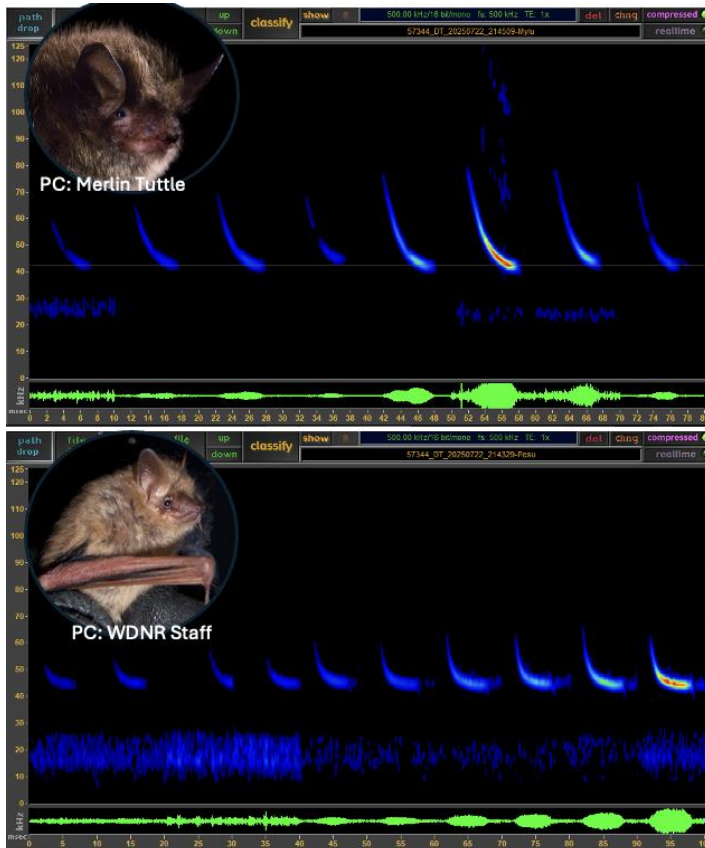 path drop up down classify show R 500.00 kHz/16 bit/mono fs: 500 kHz TE: 1x del chng compressed
57344_DT_20250722_214509-Mylu realtime
125
120
110
100
90
80
70
60
50
40
30
20
10
0
PC: Merlin Tuttle
kHz
msec 0 2 4 6 8 10 12 14 16 18 20 22 24 26 28 30 32 34 36 38 40 42 44 46 48 50 52 54 56 58 60 62 64 66 68 70 72 74 76 78 80
path drop file up down classify show R 500.00 kHz/16 bit/mono fs: 500 kHz TE: 1x del chng compressed
57344_DT_20250722_214329-Pesu realtime
125
120
110
100
90
80
70
60
50
40
30
20
10
0
PC: WDNR Staff
kHz
msec 0 5 10 15 20 25 30 35 40 45 50 55 60 65 70 75 80 85 90 95 100